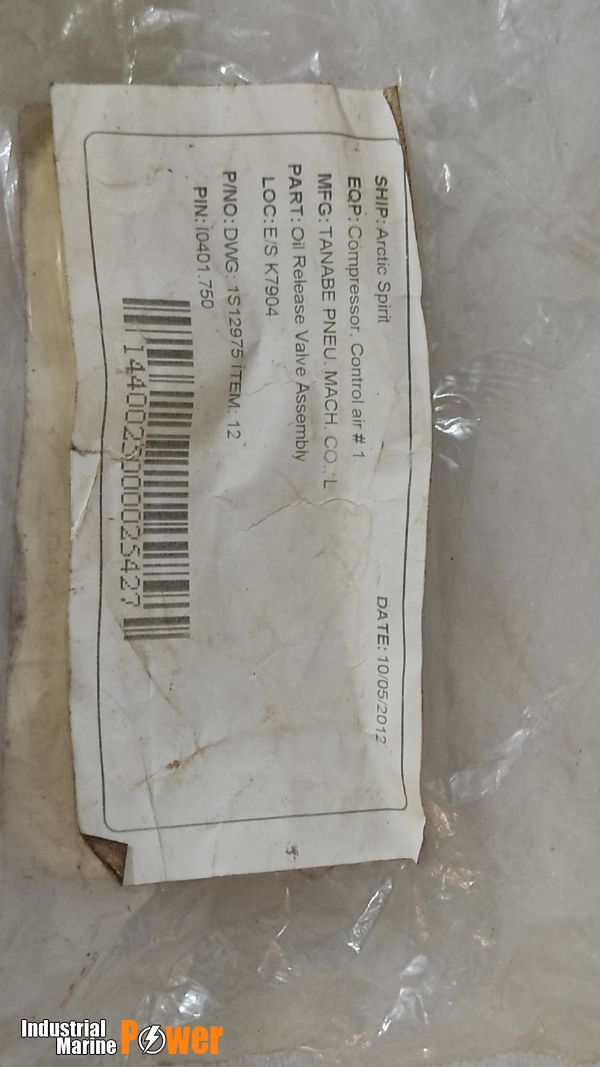 SHIP: Arctic Spirit DATE: 10/05/2012
EQP: Compressor, Control air # 1
MFG: TANABE PNEU. MACH. CO., L
PART: Oil Release Valve Assembly
LOC: E/S K7904
P/NO: DWG: 1S12975 ITEM: 12
PIN: I0401.750
1440025000025427
Industrial
Marine Power